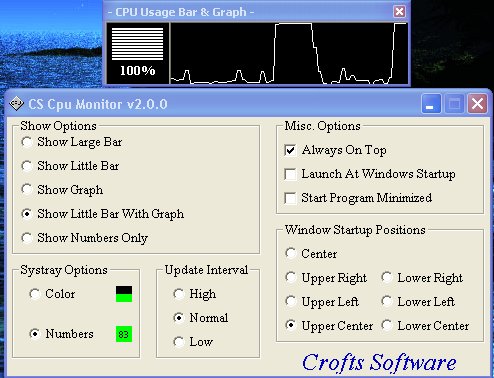 - CPU Usage Bar & Graph -
100%
CS Cpu Monitor v2.0.0
Show Options
Show Large Bar
Show Little Bar
Show Graph
Show Little Bar With Graph
Show Numbers Only
Misc. Options
Always On Top
Launch At Windows Startup
Start Program Minimized
Systray Options
Color
Numbers 83
Update Interval
High
Normal
Low
Window Startup Positions
Center
Upper Right Lower Right
Upper Left Lower Left
Upper Center Lower Center
Crofts Software